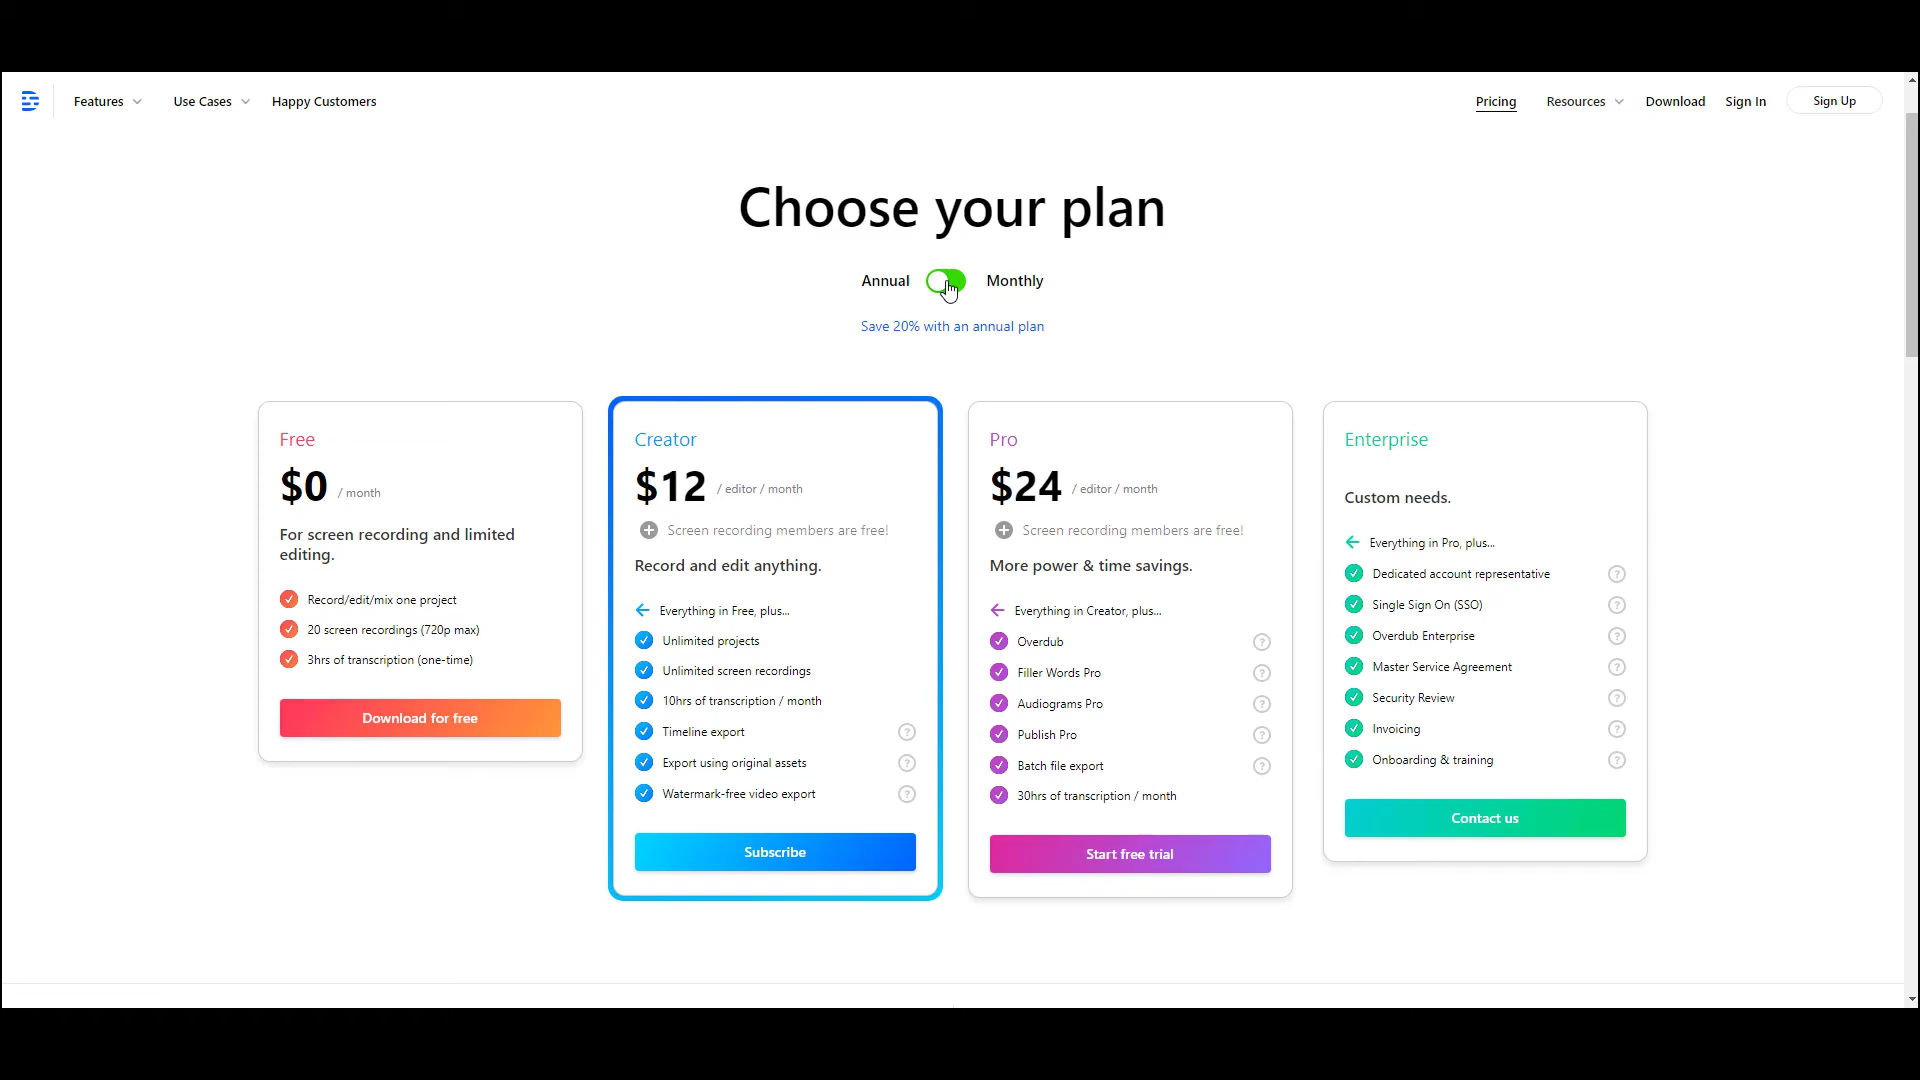 Features
Use Cases
Happy Customers
Pricing
Resources
Download
Sign In
Sign Up
Choose your plan
Annual
Monthly
Save 20% with an annual plan
Free
$0 / month
For screen recording and limited
editing.
Record/edit/mix one project
20 screen recordings (720p max)
3hrs of transcription (one-time)
Download for free
Creator
$12 / editor / month
Screen recording members are free!
Record and edit anything.
Everything in Free, plus...
Unlimited projects
Unlimited screen recordings
10hrs of transcription / month
Timeline export ?
Export using original assets ?
Watermark-free video export ?
Subscribe
Pro
$24 / editor / month
Screen recording members are free!
More power & time savings.
Everything in Creator, plus...
Overdub ?
Filler Words Pro ?
Audiograms Pro ?
Publish Pro ?
Batch file export ?
30hrs of transcription / month
Start free trial
Enterprise
Custom needs.
Everything in Pro, plus...
Dedicated account representative ?
Single Sign On (SSO) ?
Overdub Enterprise ?
Master Service Agreement ?
Security Review ?
Invoicing ?
Onboarding & training ?
Contact us